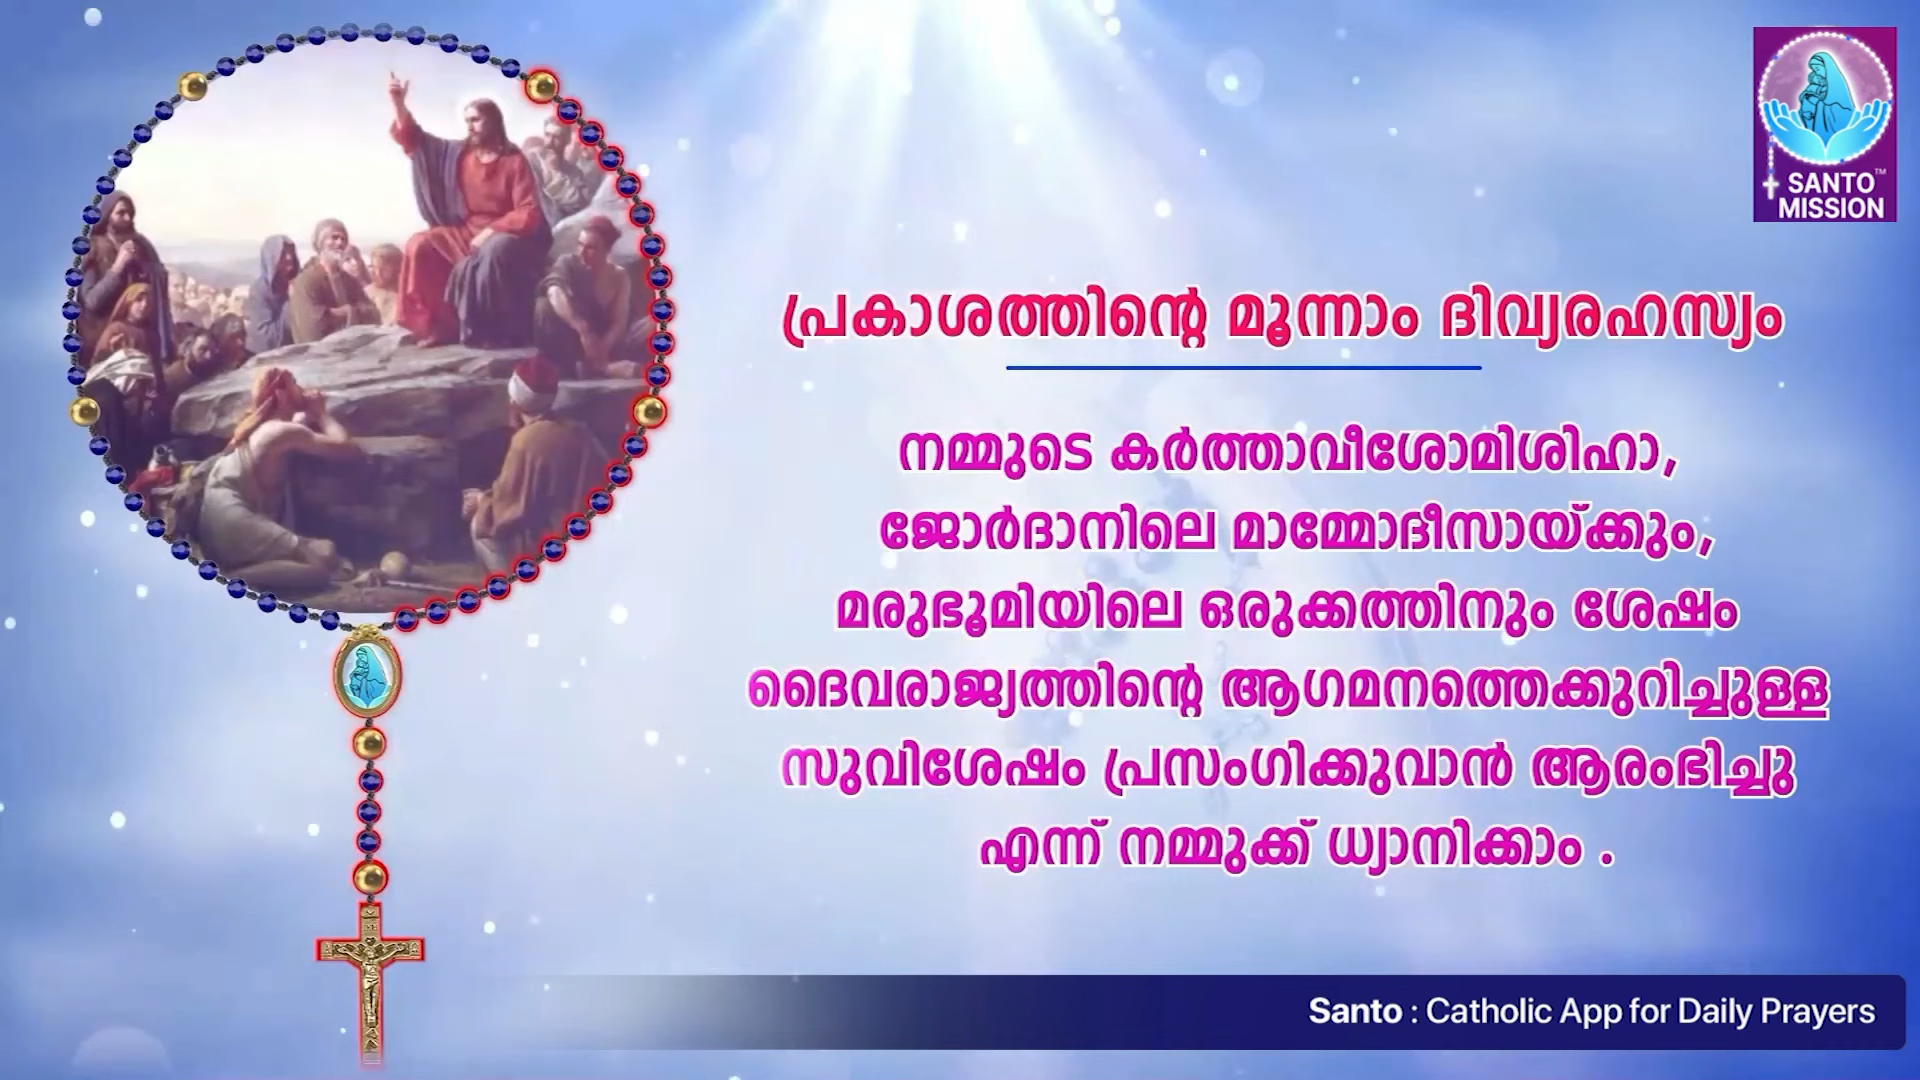 SANTO™
MISSION
പ്രകാശത്തിന്റെ മൂന്നാം ദിവ്യരഹസ്യം
നമ്മുടെ കർത്താവീശോമിശിഹാ,
ജോർദാനിലെ മാമ്മോദീസായ്ക്കും,
മരുഭൂമിയിലെ ഒരുക്കത്തിനും ശേഷം
ദൈവരാജ്യത്തിന്റെ ആഗമനത്തെക്കുറിച്ചുള്ള
സുവിശേഷം പ്രസംഗിക്കുവാൻ ആരംഭിച്ചു
എന്ന് നമ്മുക്ക് ധ്യാനിക്കാം .
Santo : Catholic App for Daily Prayers